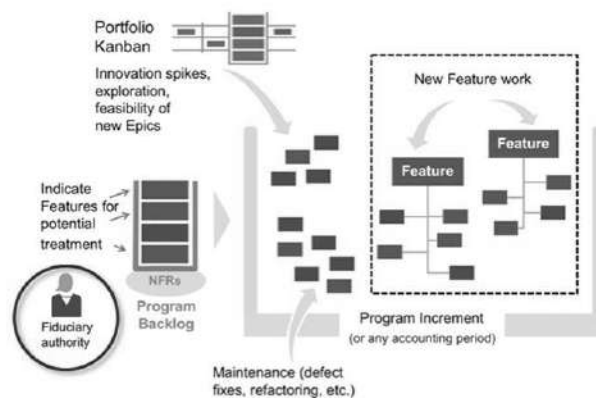 Portfolio
Kanban
Innovation spikes,
exploration,
feasibility of
new Epics
New Feature work
Feature
Feature
Indicate
Features for
potential
treatment
NFRs
Program
Backlog
Fiduciary
authority
Program Increment
(or any accounting period)
Maintenance (defect
fixes, refactoring, etc.)